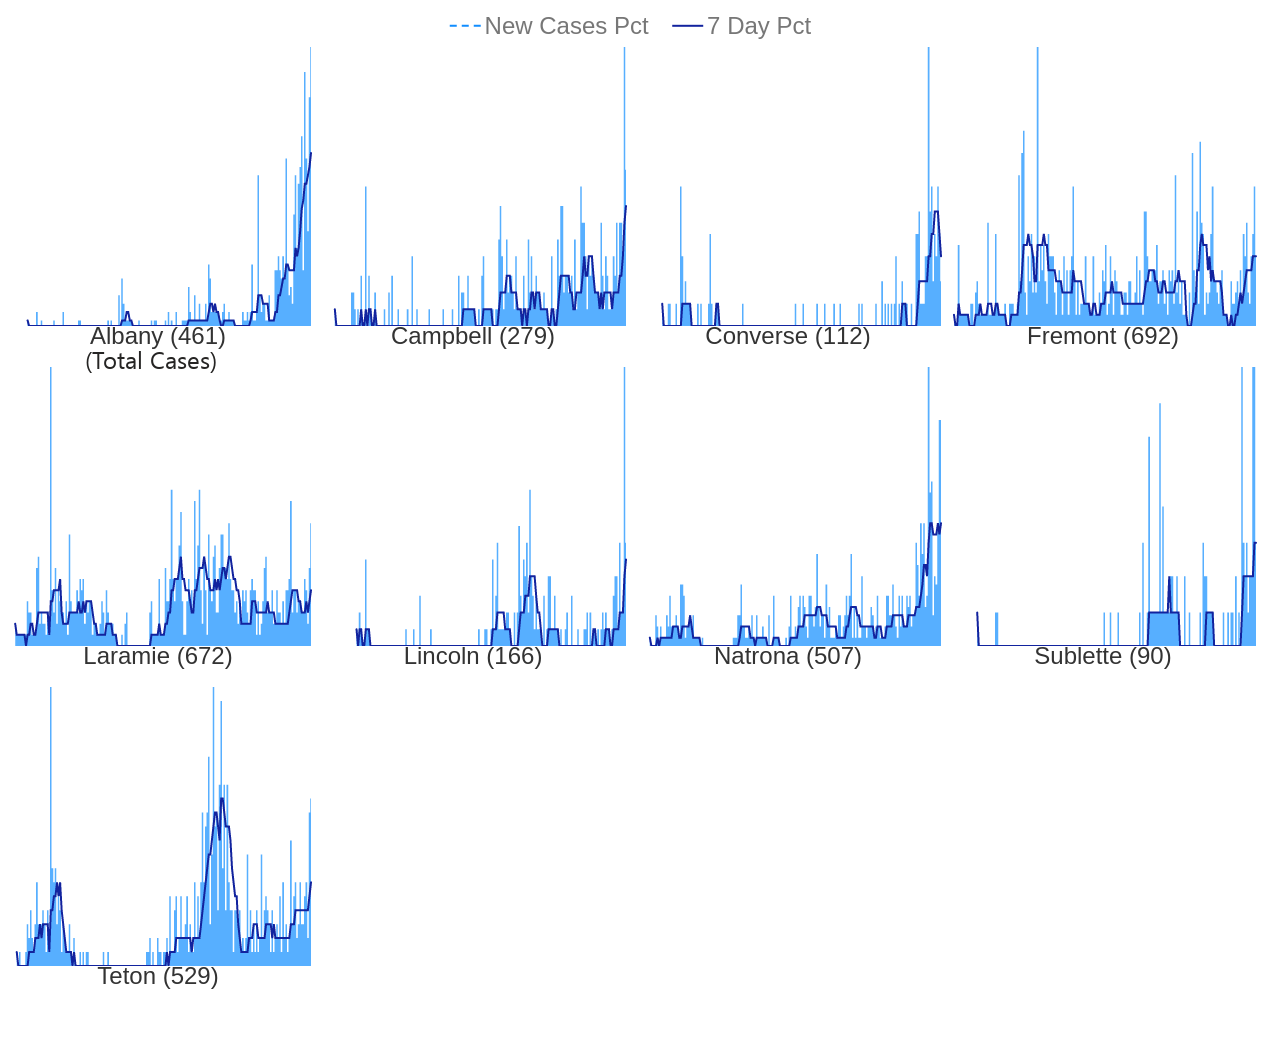 New Cases Pct 7 Day Pct
Albany (461) Campbell (279) Converse (112) Fremont (692)
(Total Cases)
Laramie (672) Lincoln (166) Natrona (507) Sublette (90)
Teton (529)